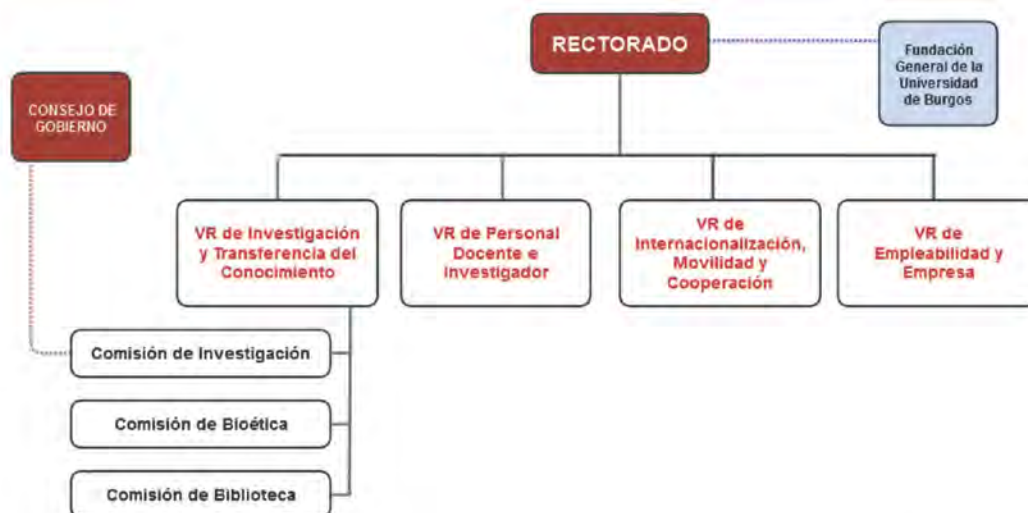 RECTORADO
Fundación
General de la
Universidad
de Burgos
CONSEJO DE
GOBIERNO
VR de Investigación
y Transferencia del
Conocimiento
VR de Personal
Docente e
Investigador
VR de
Internacionalización,
Movilidad y
Cooperación
VR de
Empleabilidad y
Empresa
Comisión de Investigación
Comisión de Bioética
Comisión de Biblioteca